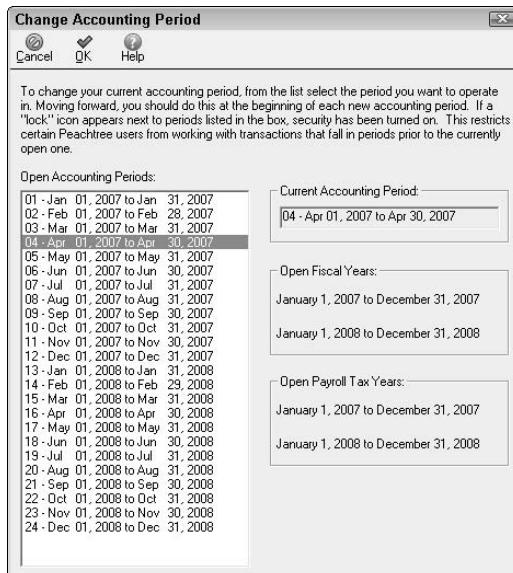 Change Accounting Period
Cancel OK Help
To change your current accounting period, from the list select the period you want to operate
in. Moving forward, you should do this at the beginning of each new accounting period. If a
"lock" icon appears next to periods listed in the box, security has been turned on. This restricts
certain Peachtree users from working with transactions that fall in periods prior to the currently
open one.
Open Accounting Periods:
01 - Jan 01, 2007 to Jan 31, 2007
02 - Feb 01, 2007 to Feb 28, 2007
03 - Mar 01, 2007 to Mar 31, 2007
04 - Apr 01, 2007 to Apr 30, 2007
05 - May 01, 2007 to May 31, 2007
06 - Jun 01, 2007 to Jun 30, 2007
07 - Jul 01, 2007 to Jul 31, 2007
08 - Aug 01, 2007 to Aug 31, 2007
09 - Sep 01, 2007 to Sep 30, 2007
10 - Oct 01, 2007 to Oct 31, 2007
11 - Nov 01, 2007 to Nov 30, 2007
12 - Dec 01, 2007 to Dec 31, 2007
13 - Jan 01, 2008 to Jan 31, 2008
14 - Feb 01, 2008 to Feb 29, 2008
15 - Mar 01, 2008 to Mar 31, 2008
16 - Apr 01, 2008 to Apr 30, 2008
17 - May 01, 2008 to May 31, 2008
18 - Jun 01, 2008 to Jun 30, 2008
19 - Jul 01, 2008 to Jul 31, 2008
20 - Aug 01, 2008 to Aug 31, 2008
21 - Sep 01, 2008 to Sep 30, 2008
22 - Oct 01, 2008 to Oct 31, 2008
23 - Nov 01, 2008 to Nov 30, 2008
24 - Dec 01, 2008 to Dec 31, 2008
Current Accounting Period:
04 - Apr 01, 2007 to Apr 30, 2007
Open Fiscal Years:
January 1, 2007 to December 31, 2007
January 1, 2008 to December 31, 2008
Open Payroll Tax Years:
January 1, 2007 to December 31, 2007
January 1, 2008 to December 31, 2008